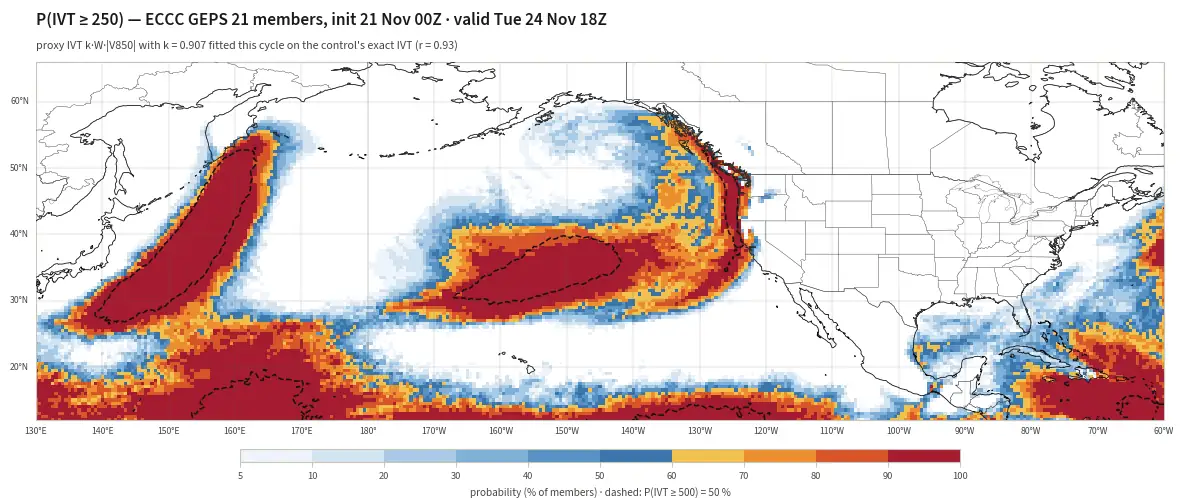 P(IVT ≥ 250) — ECCC GEPS 21 members, init 21 Nov 00Z · valid Tue 24 Nov 18Z
proxy IVT k·W·|V850| with k = 0.907 fitted this cycle on the control's exact IVT (r = 0.93)
60°N
50°N
40°N
30°N
20°N
130°E 140°E 150°E 160°E 170°E 180° 170°W 160°W 150°W 140°W 130°W 120°W 110°W 100°W 90°W 80°W 70°W 60°W
5 10 20 30 40 50 60 70 80 90 100
probability (% of members) · dashed: P(IVT ≥ 500) = 50 %